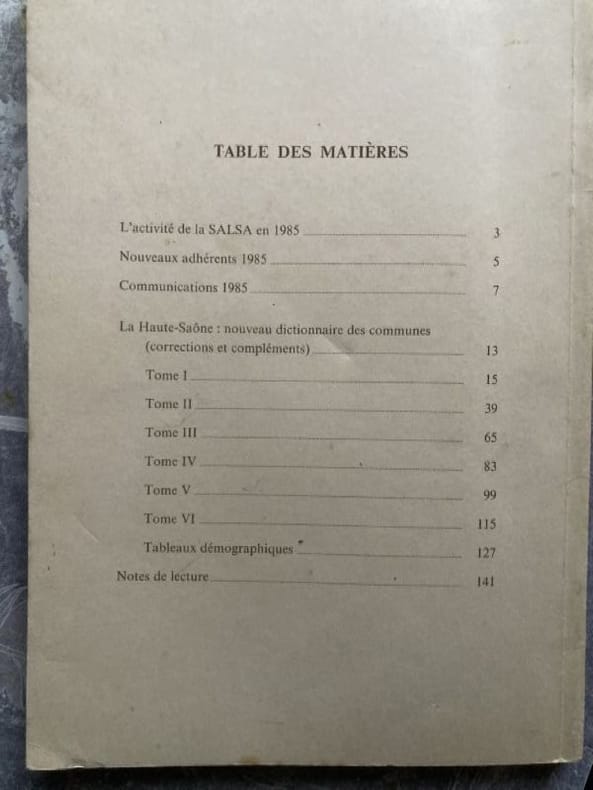 TABLE DES MATIÈRES
L'activité de la SALSA en 1985 3
Nouveaux adhérents 1985 5
Communications 1985 7
La Haute-Saône : nouveau dictionnaire des communes
(corrections et compléments) 13
Tome I 15
Tome II 39
Tome III 65
Tome IV 83
Tome V 99
Tome VI 115
Tableaux démographiques 127
Notes de lecture 141